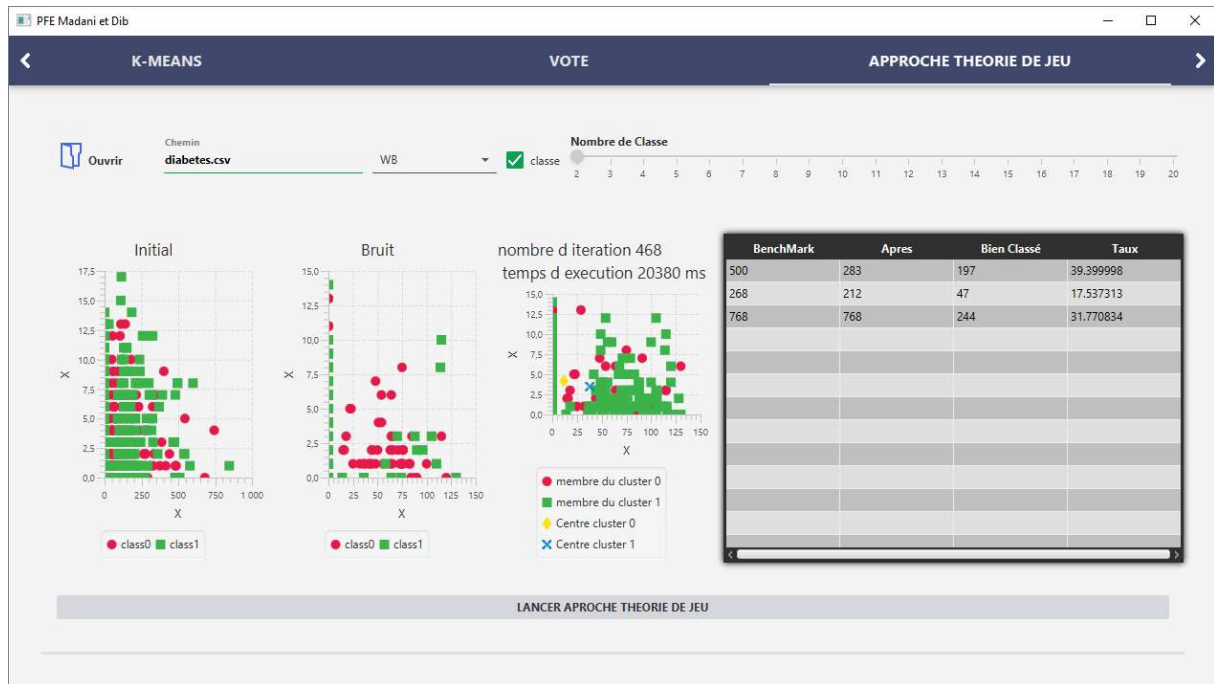 PFE Madani et Dib
K-MEANS VOTE APPROCHE THEORIE DE JEU
Ouvrir
Chemin
diabetes.csv
WB
classe
Nombre de Classe
2 3 4 5 6 7 8 9 10 11 12 13 14 15 16 17 18 19 20
Initial
17,5
15,0
12,5
10,0
7,5
5,0
2,5
0,0
X
0 250 500 750 1 000
X
class0 class1
Bruit
15,0
12,5
10,0
7,5
5,0
2,5
0,0
X
0 25 50 75 100 125 150
X
class0 class1
nombre d iteration 468
temps d execution 20380 ms
15,0
12,5
10,0
7,5
5,0
2,5
0,0
X
0 25 50 75 100 125 150
X
membre du cluster 0
membre du cluster 1
Centre cluster 0
Centre cluster 1
BenchMark Apres Bien Classé Taux
500 283 197 39.399998
268 212 47 17.537313
768 768 244 31.770834
LANCER APROCHE THEORIE DE JEU